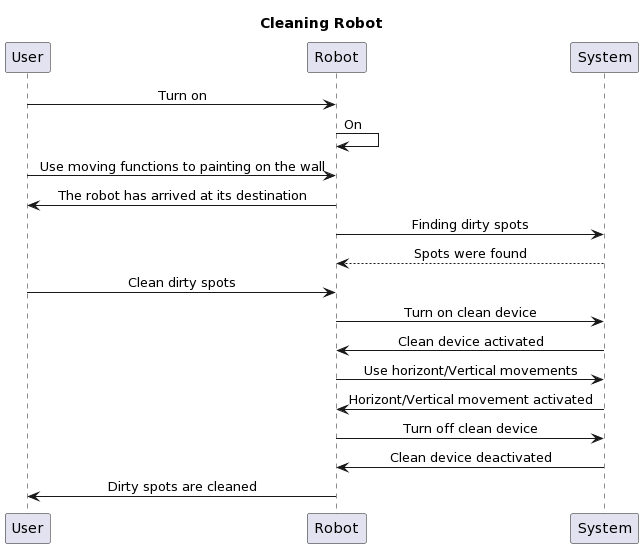 Cleaning Robot
User
Robot
System
Turn on
On
Use moving functions to painting on the wall
The robot has arrived at its destination
Finding dirty spots
Spots were found
Clean dirty spots
Turn on clean device
Clean device activated
Use horizont/Vertical movements
Horizont/Vertical movement activated
Turn off clean device
Clean device deactivated
Dirty spots are cleaned
User
Robot
System